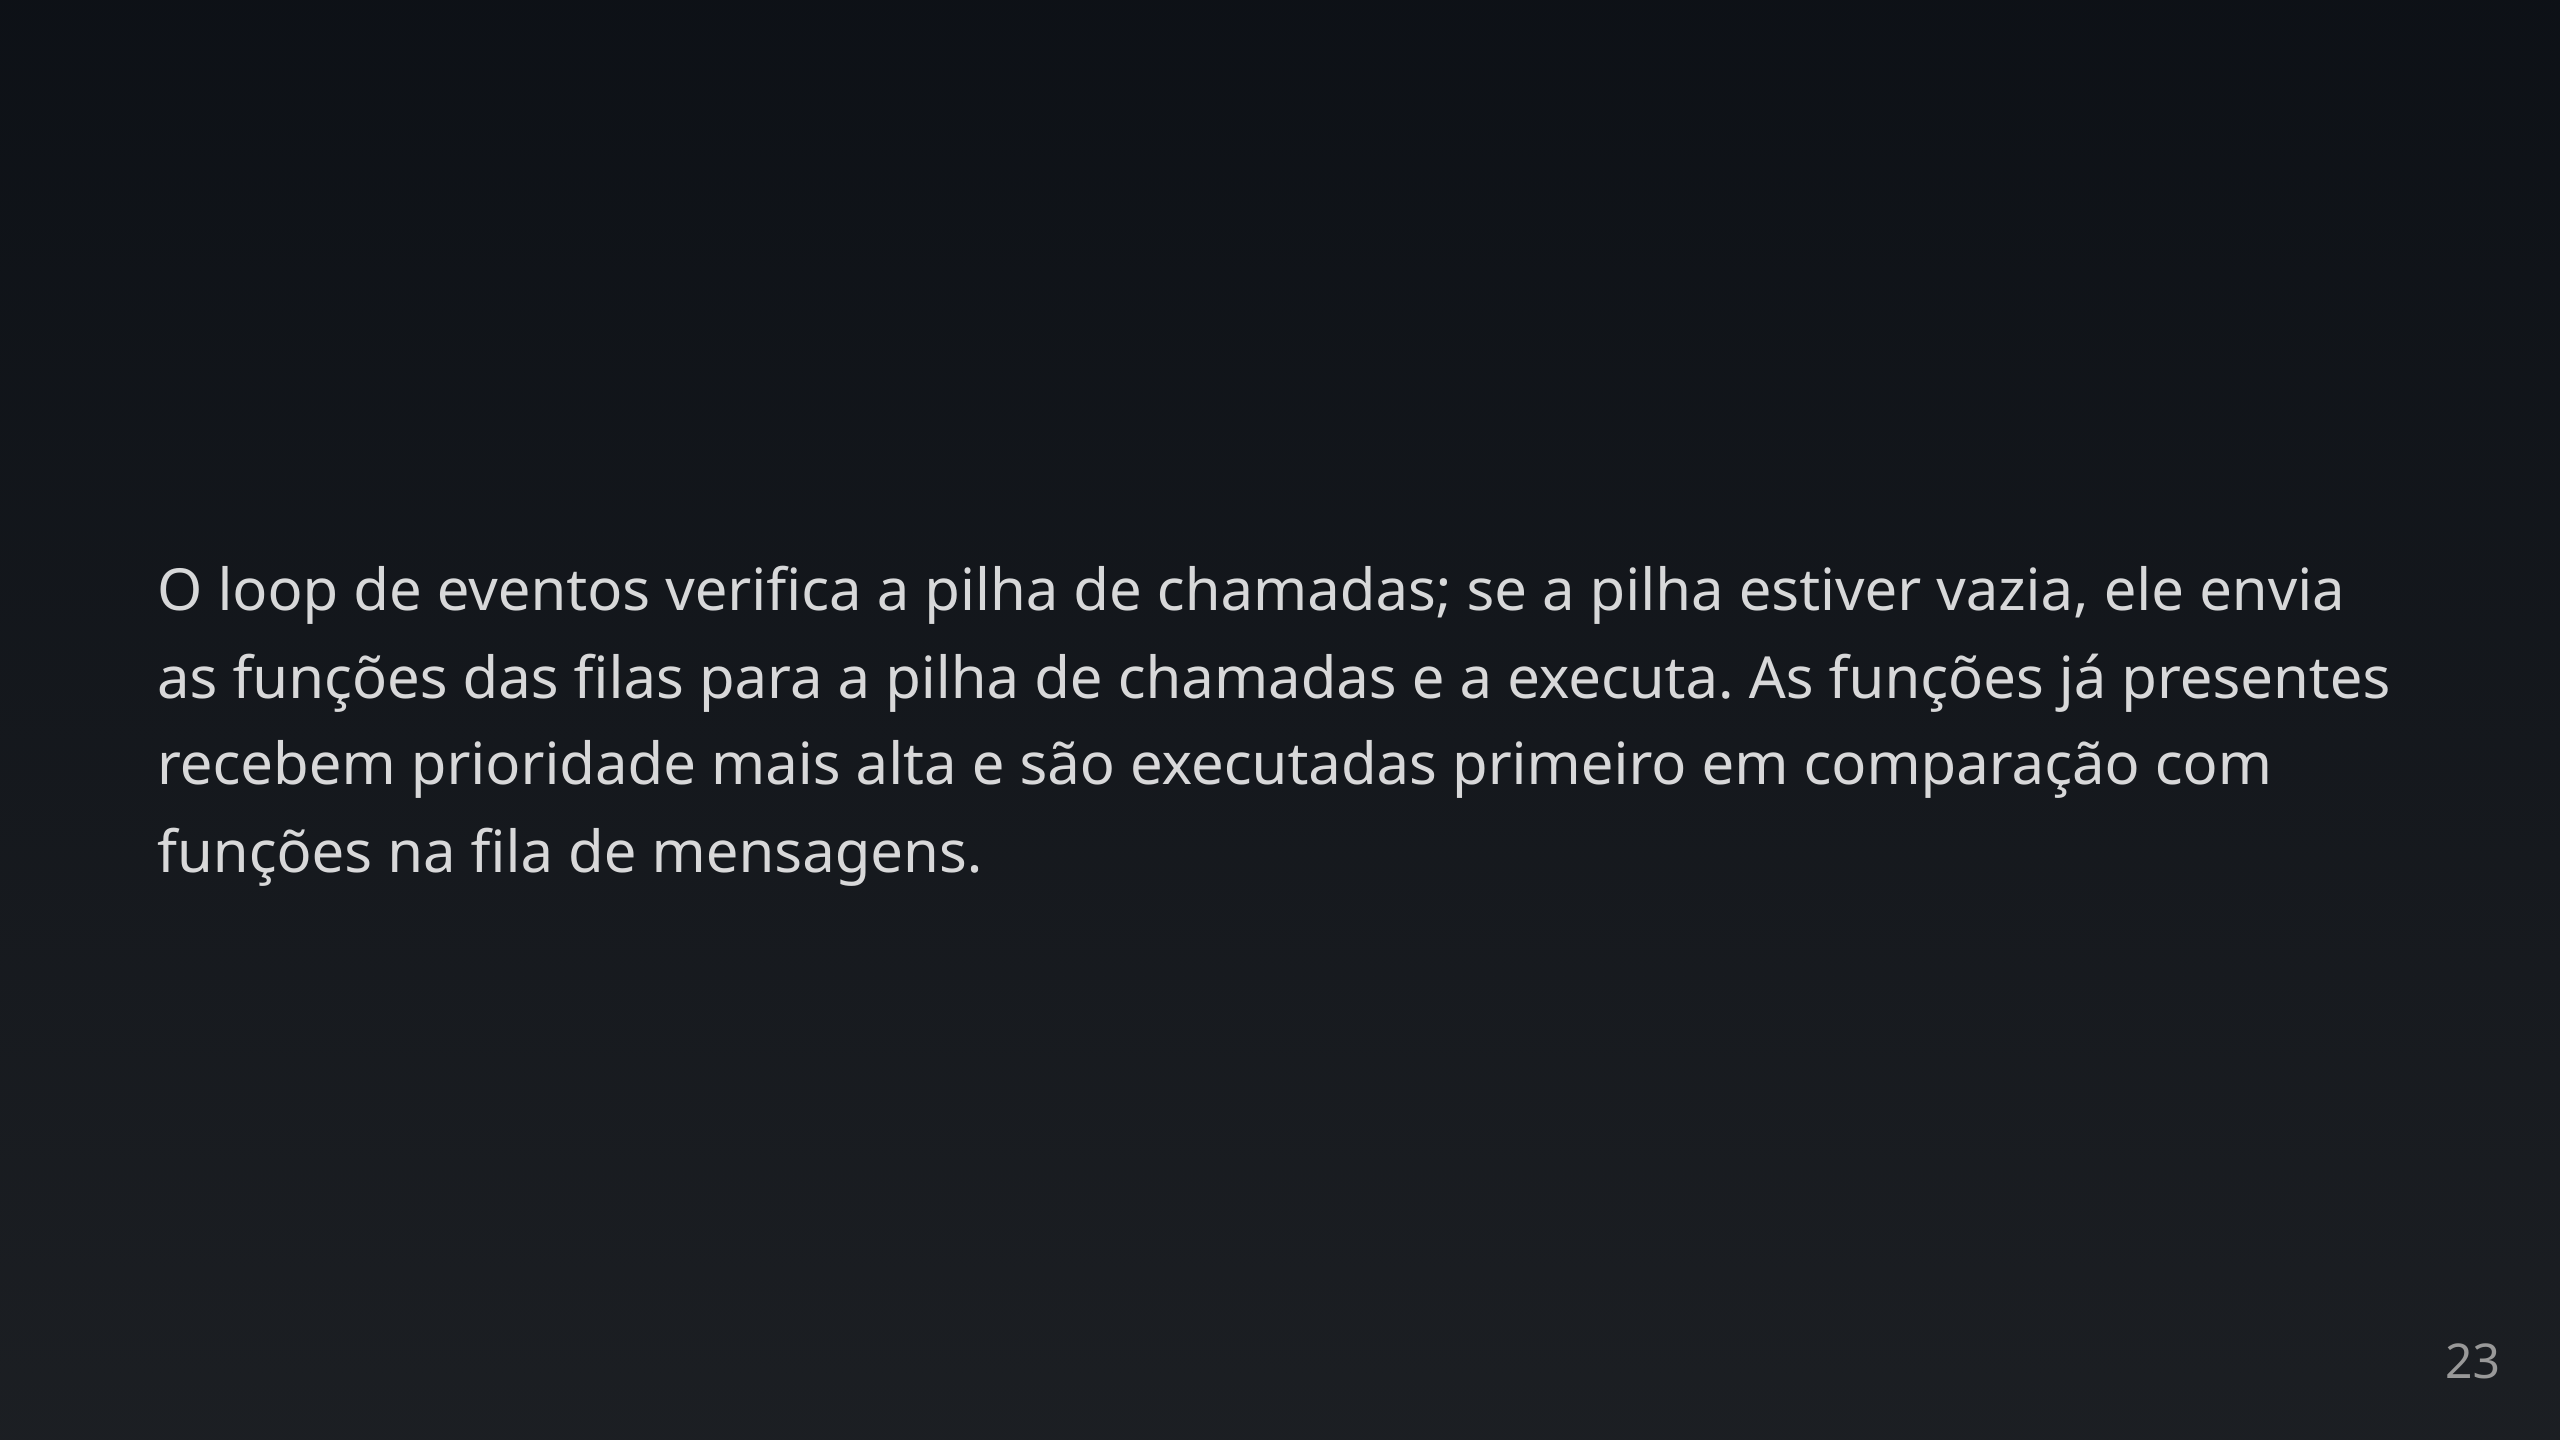 O loop de eventos verifica a pilha de chamadas; se a pilha estiver vazia, ele envia
as funções das filas para a pilha de chamadas e a executa. As funções já presentes
recebem prioridade mais alta e são executadas primeiro em comparação com
funções na fila de mensagens.
23